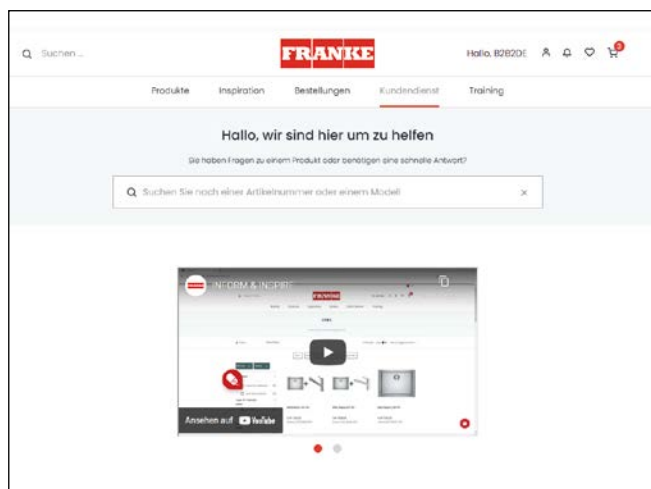 Suchen ...
FRANKE
Hallo, B2B2DE
3
Produkte Inspiration Bestellungen Kundendienst Training
Hallo, wir sind hier um zu helfen
Sie haben Fragen zu einem Produkt oder benötigen eine schnelle Antwort?
Suchen Sie nach einer Artikelnummer oder einem Modell
INFORM & INSPIRE
FRANKE
Ansehen auf YouTube